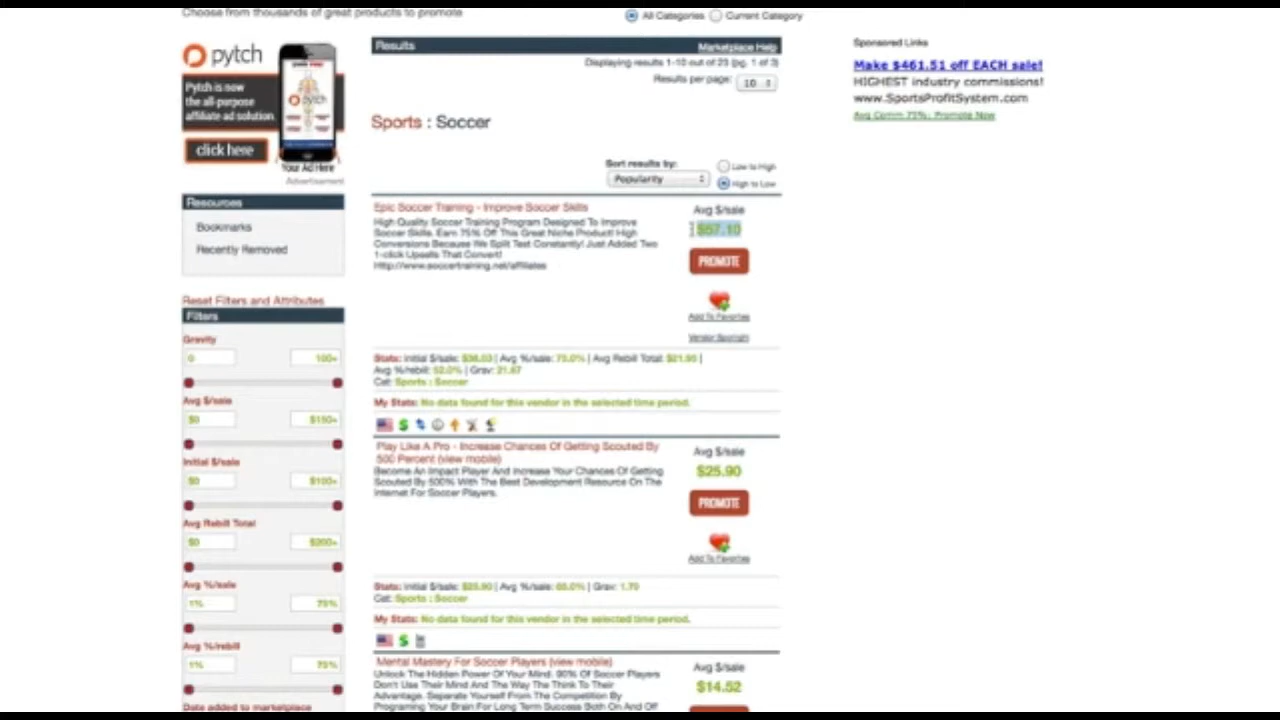 Choose from thousands of great products to promote
All Categories Current Category
pytch
Pytch is now
the all-purpose
affiliate ad solution.
click here
pytch
Your Ad Here
Advertisement
Resources
Bookmarks
Recently Removed
Reset Filters and Attributes
Filters
Gravity
0 100+
Avg $/sale
$0 $150+
Initial $/sale
$0 $100+
Avg Rebill Total
$0 $200+
Avg %/sale
1% 75%
Avg %/rebill
1% 75%
Date added to marketplace
Results Marketplace Help
Displaying results 1-10 out of 23 (pg. 1 of 3)
Results per page: 10
Sports : Soccer
Sort results by: Low to High
Popularity High to Low
Epic Soccer Training - Improve Soccer Skills
High Quality Soccer Training Program Designed To Improve
Soccer Skills. Earn 75% Off This Great Niche Product! High
Conversions Because We Split Test Constantly! Just Added Two
1-click Upsells That Convert!
Http://www.soccertraining.net/affiliates
Avg $/sale
PROMOTE
Add To Favorites
Vendor Spotlight
Stats: Initial $/sale: Avg %/sale: 75.0% | Avg Rebill Total: $21.95 |
Avg %/rebill: 52.0% | Grav:
Cat: Sports : Soccer
My Stats: No data found for this vendor in the selected time period.
Play Like A Pro - Increase Chances Of Getting Scouted By
500 Percent (view mobile)
Become An Impact Player And Increase Your Chances Of Getting
Scouted By 500% With The Best Development Resource On The
Internet For Soccer Players.
Avg $/sale
$25.90
PROMOTE
Add To Favorites
Stats: Initial $/sale: $25.90 | Avg %/sale: 65.0% | Grav: 1.70
Cat: Sports : Soccer
My Stats: No data found for this vendor in the selected time period.
Mental Mastery For Soccer Players (view mobile)
Unlock The Hidden Power Of Your Mind. 90% Of Soccer Players
Don't Use Their Mind And The Way The Think To Their
Advantage. Separate Yourself From The Competition By
Programing Your Brain For Long Term Success Both On And Off
Avg $/sale
$14.52
Sponsored Links
Make $461.51 off EACH sale!
HIGHEST industry commissions!
www.SportsProfitSystem.com
Avg Comm 75%. Promote Now